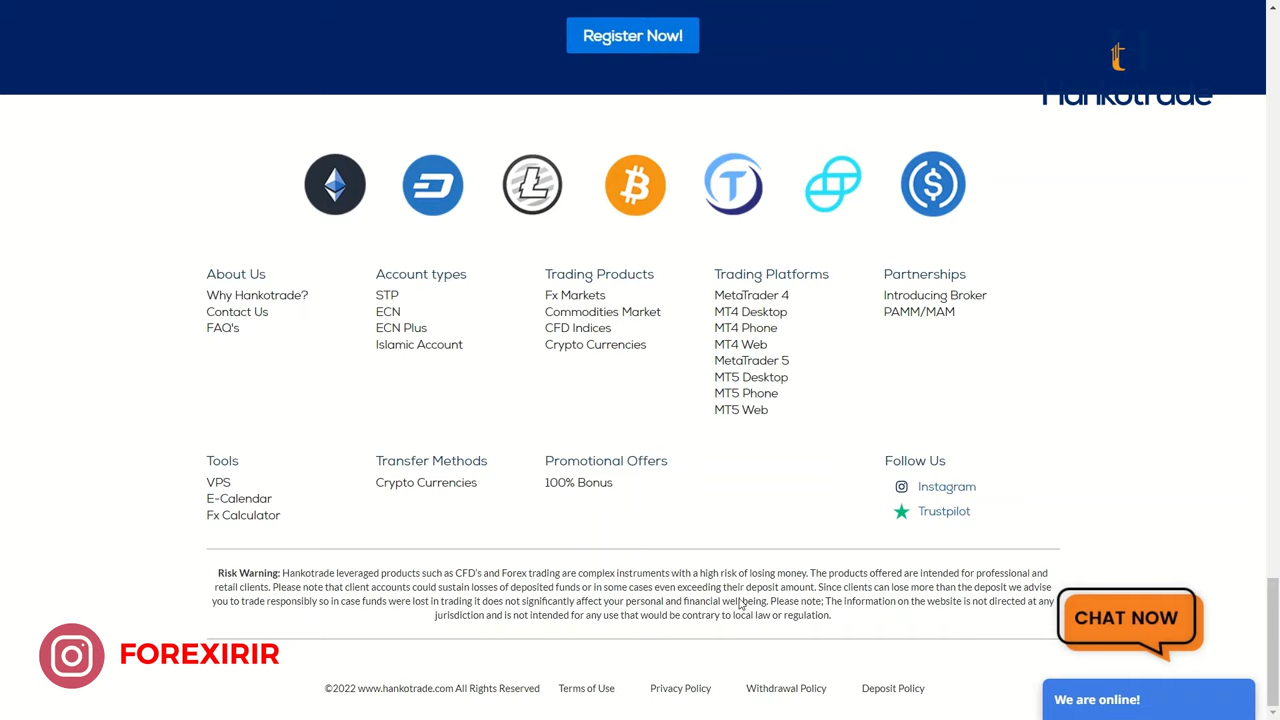 Register Now!
Hankotrade
About Us
Why Hankotrade?
Contact Us
FAQ's
Account types
STP
ECN
ECN Plus
Islamic Account
Trading Products
Fx Markets
Commodities Market
CFD Indices
Crypto Currencies
Trading Platforms
MetaTrader 4
MT4 Desktop
MT4 Phone
MT4 Web
MetaTrader 5
MT5 Desktop
MT5 Phone
MT5 Web
Partnerships
Introducing Broker
PAMM/MAM
Tools
VPS
E-Calendar
Fx Calculator
Transfer Methods
Crypto Currencies
Promotional Offers
100% Bonus
Follow Us
Instagram
Trustpilot
Risk Warning: Hankotrade leveraged products such as CFD's and Forex trading are complex instruments with a high risk of losing money. The products offered are intended for professional and
retail clients. Please note that client accounts could sustain losses of deposited funds or in some cases even exceeding their deposit amount. Since clients can lose more than the deposit we advise
you to trade responsibly so in case funds were lost in trading it does not significantly affect your personal and financial well-being. Please note; The information on the website is not directed at any
jurisdiction and is not intended for any use that would be contrary to local law or regulation.
CHAT NOW
FOREXIRIR
©2022 www.hankotrade.com All Rights Reserved
Terms of Use
Privacy Policy
Withdrawal Policy
Deposit Policy
We are online!